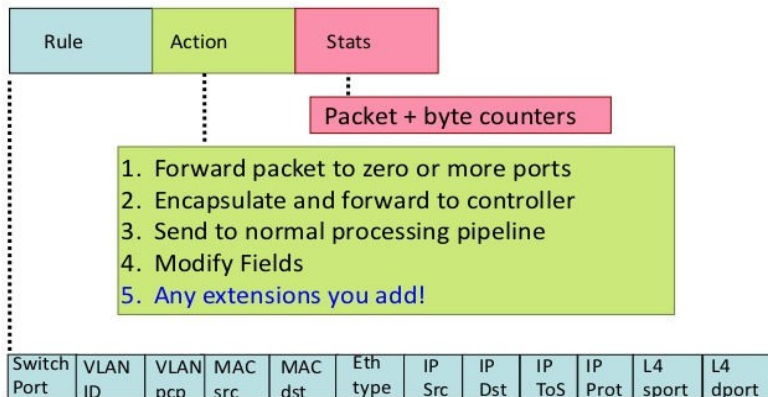 Rule Action Stats
Packet + byte counters
1. Forward packet to zero or more ports
2. Encapsulate and forward to controller
3. Send to normal processing pipeline
4. Modify Fields
5. Any extensions you add!
Switch Port VLAN ID VLAN pcp MAC src MAC dst Eth type IP Src IP Dst IP ToS IP Prot L4 sport L4 dport